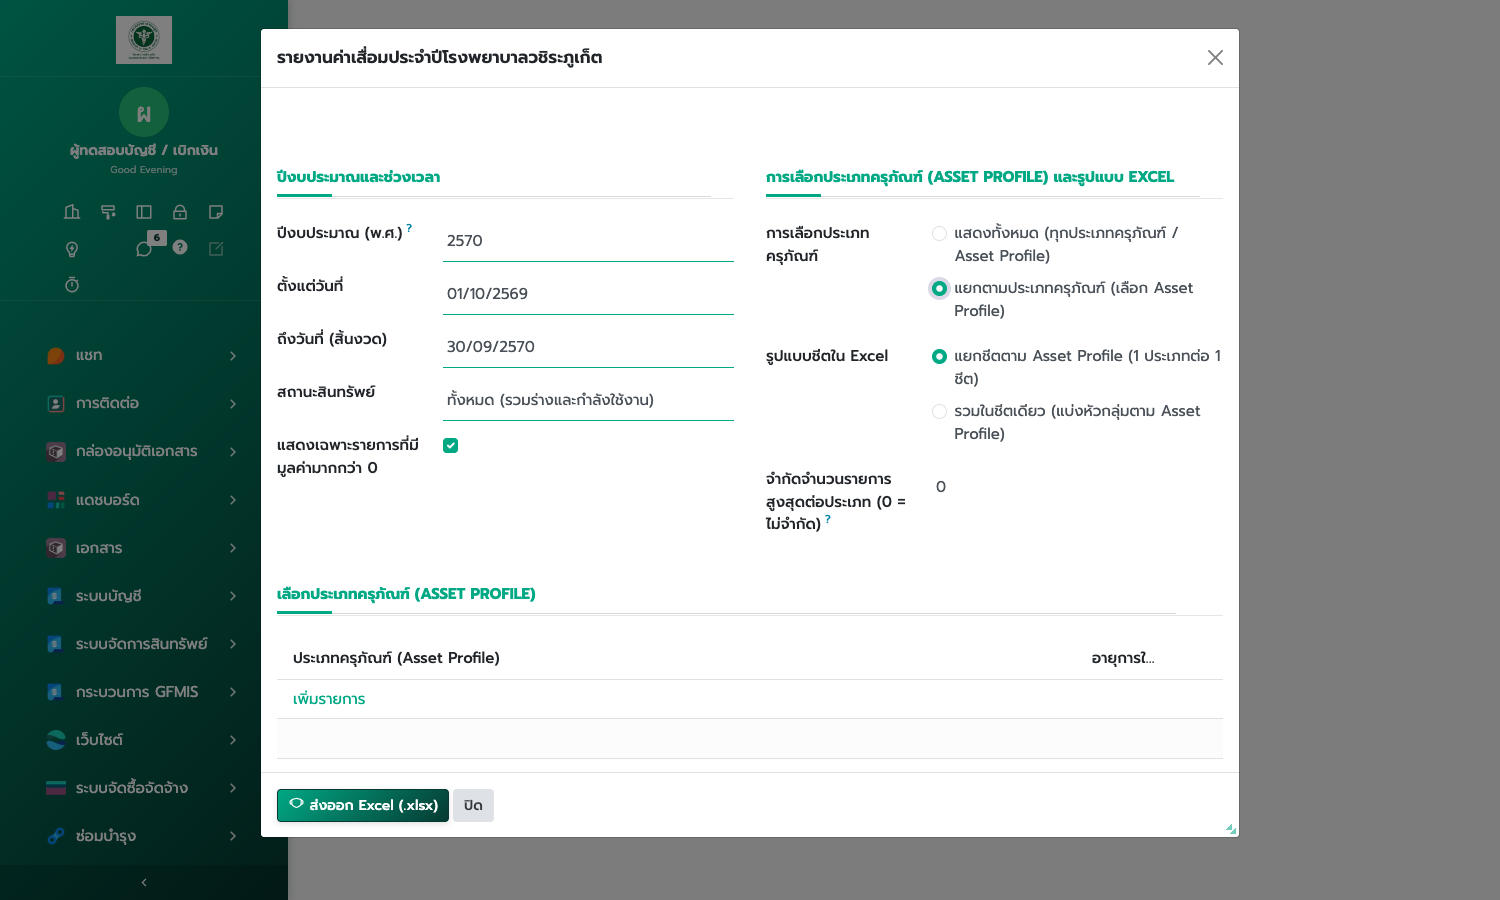 รายงานค่าเสื่อมประจำปีโรงพยาบาลวชิระภูเก็ต
ผ
ผู้ทดสอบบัญชี / เบิกเงิน
Good Evening
6
?
แชท
การติดต่อ
กล่องอนุมัติเอกสาร
แดชบอร์ด
เอกสาร
ระบบบัญชี
ระบบจัดการสินทรัพย์
กระบวนการ GFMIS
เว็บไซต์
ระบบจัดซื้อจัดจ้าง
ซ่อมบำรุง
ปีงบประมาณและช่วงเวลา
ปีงบประมาณ (พ.ศ.) ?
2570
ตั้งแต่วันที่
01/10/2569
ถึงวันที่ (สิ้นงวด)
30/09/2570
สถานะสินทรัพย์
ทั้งหมด (รวมร่างและกำลังใช้งาน)
แสดงเฉพาะรายการที่มี
มูลค่ามากกว่า 0
การเลือกประเภทครุภัณฑ์ (ASSET PROFILE) และรูปแบบ EXCEL
การเลือกประเภท
ครุภัณฑ์
แสดงทั้งหมด (ทุกประเภทครุภัณฑ์ /
Asset Profile)
แยกตามประเภทครุภัณฑ์ (เลือก Asset
Profile)
รูปแบบชีตใน Excel
แยกชีตตาม Asset Profile (1 ประเภทต่อ 1
ชีต)
รวมในชีตเดียว (แบ่งหัวกลุ่มตาม Asset
Profile)
จำกัดจำนวนรายการ
สูงสุดต่อประเภท (0 =
ไม่จำกัด) ?
0
เลือกประเภทครุภัณฑ์ (ASSET PROFILE)
ประเภทครุภัณฑ์ (Asset Profile)
อายุการใ...
เพิ่มรายการ
ส่งออก Excel (.xlsx)
ปิด